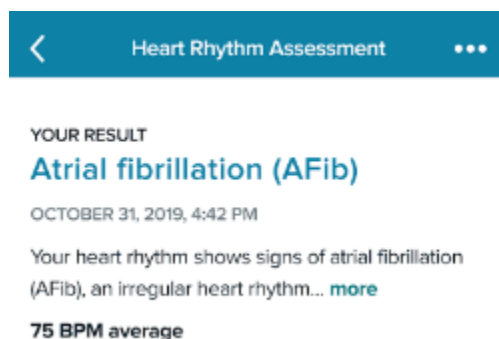 Heart Rhythm Assessment
YOUR RESULT
Atrial fibrillation (AFib)
OCTOBER 31, 2019, 4:42 PM
Your heart rhythm shows signs of atrial fibrillation
(AFib), an irregular heart rhythm... more
75 BPM average